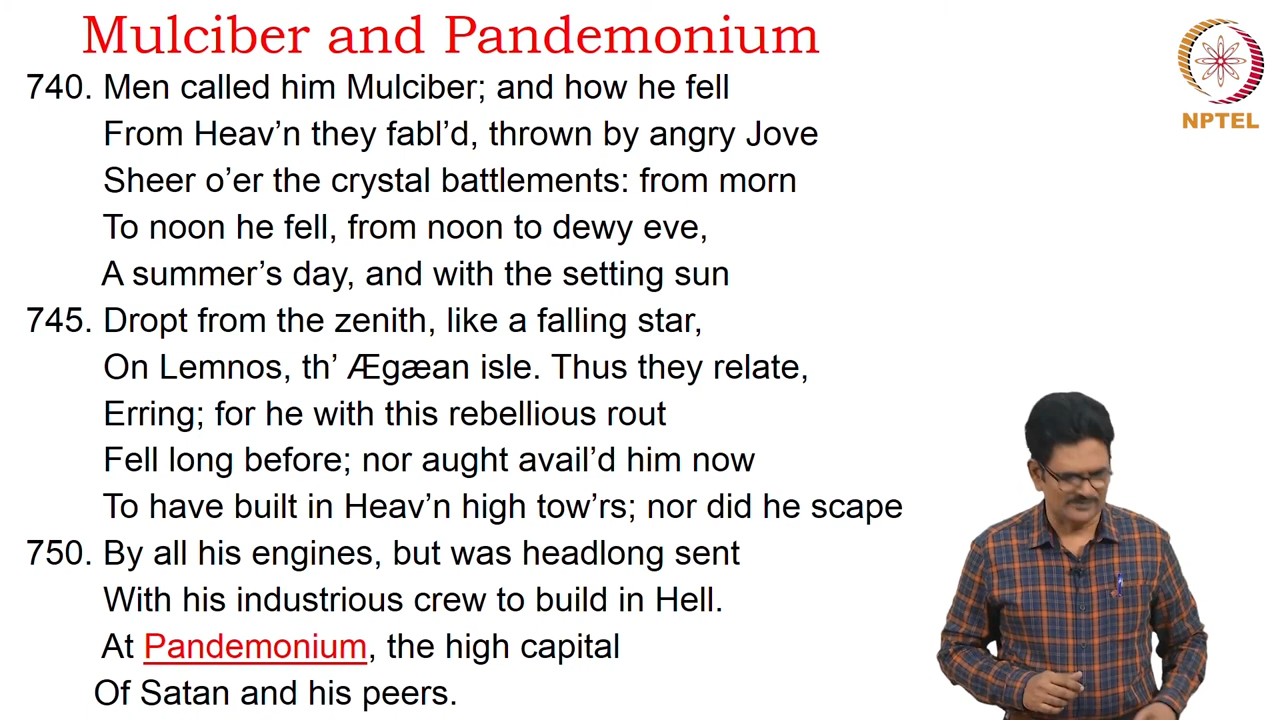 Mulciber and Pandemonium
NPTEL
740. Men called him Mulciber; and how he fell
From Heav’n they fabl’d, thrown by angry Jove
Sheer o’er the crystal battlements: from morn
To noon he fell, from noon to dewy eve,
A summer’s day, and with the setting sun
745. Dropt from the zenith, like a falling star,
On Lemnos, th’ Ægæan isle. Thus they relate,
Erring; for he with this rebellious rout
Fell long before; nor aught avail’d him now
To have built in Heav’n high tow’rs; nor did he scape
750. By all his engines, but was headlong sent
With his industrious crew to build in Hell.
At Pandemonium, the high capital
Of Satan and his peers.